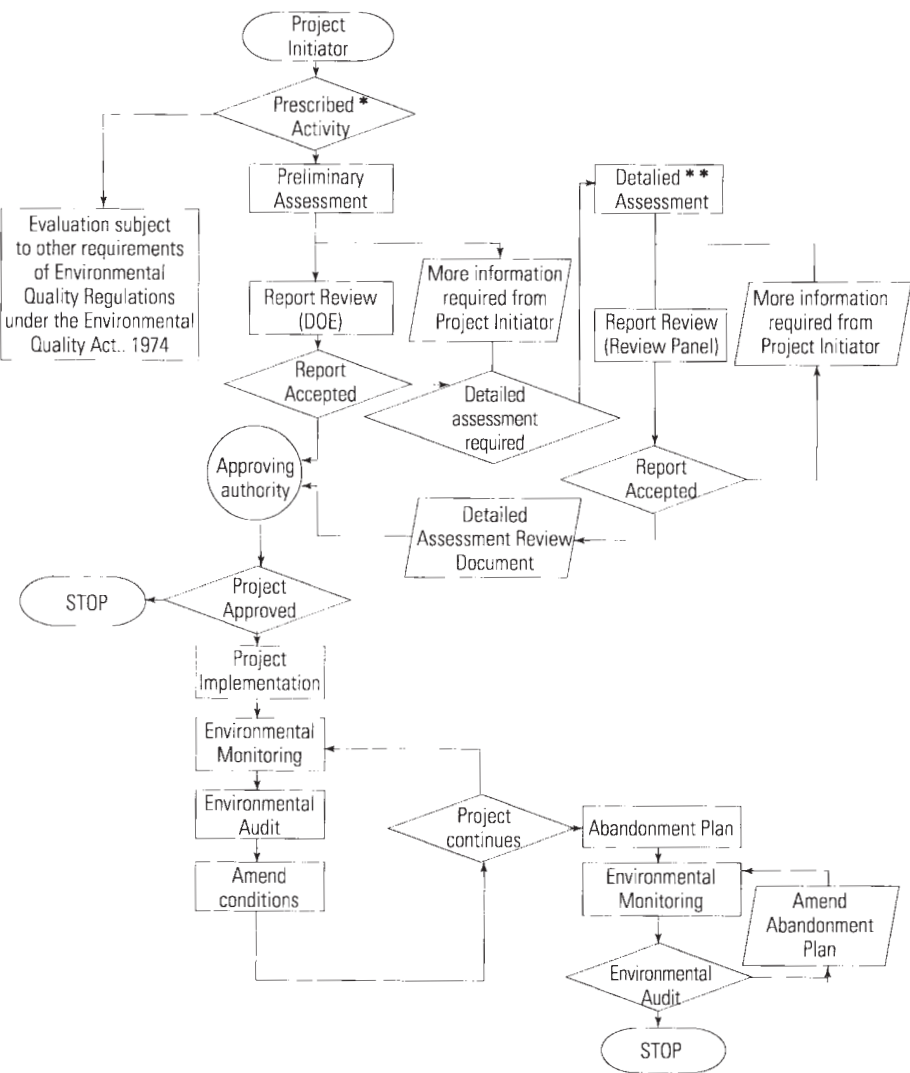 Project
Initiator
Prescribed *
Activity
Preliminary
Assessment
Detalied * *
Assessment
Evaluation subject
to other requirements
of Environmental
Quality Regulations
under the Environmental
Quality Act.. 1974
Report Review
(DOE)
More information
required from
Project Initiator
Report Review
(Review Panel)
More information
required from
Project Initiator
Report
Accepted
Detailed
assessment
required
Approving
authority
Report
Accepted
Detailed
Assessment Review
Document
STOP
Project
Approved
Project
Implementation
Environmental
Monitoring
Environmental
Audit
Amend
conditions
Project
continues
Abandonment Plan
Environmental
Monitoring
Amend
Abandonment
Plan
Environmental
Audit
STOP